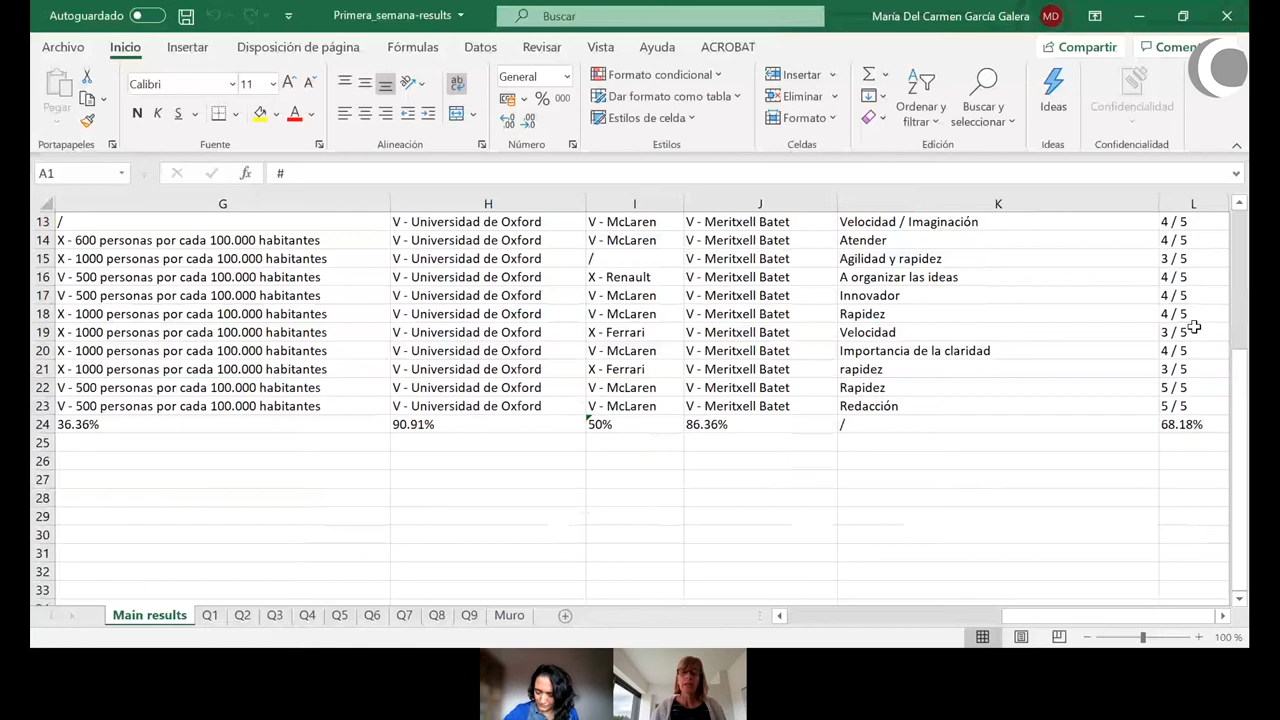 Autoguardado Primera_semana-results Buscar María Del Carmen García Galera MD
Archivo Inicio Insertar Disposición de página Fórmulas Datos Revisar Vista Ayuda ACROBAT Compartir Comen
Pegar Calibri 11 General Formato condicional Insertar
Dar formato como tabla Eliminar Ordenar y filtrar Buscar y seleccionar Ideas Confidencialidad
N K S % 000 Estilos de celda Formato
Portapapeles Fuente Alineación Número Estilos Celdas Edición Ideas Confidencialidad
A1 fx #
G H I J K L
13 / V - Universidad de Oxford V - McLaren V - Meritxell Batet Velocidad / Imaginación 4 / 5
14 X - 600 personas por cada 100.000 habitantes V - Universidad de Oxford V - McLaren V - Meritxell Batet Atender 4 / 5
15 X - 1000 personas por cada 100.000 habitantes V - Universidad de Oxford / V - Meritxell Batet Agilidad y rapidez 3 / 5
16 V - 500 personas por cada 100.000 habitantes V - Universidad de Oxford X - Renault V - Meritxell Batet A organizar las ideas 4 / 5
17 V - 500 personas por cada 100.000 habitantes V - Universidad de Oxford V - McLaren V - Meritxell Batet Innovador 4 / 5
18 X - 1000 personas por cada 100.000 habitantes V - Universidad de Oxford V - McLaren V - Meritxell Batet Rapidez 4 / 5
19 X - 1000 personas por cada 100.000 habitantes V - Universidad de Oxford X - Ferrari V - Meritxell Batet Velocidad 3 / 5
20 X - 1000 personas por cada 100.000 habitantes V - Universidad de Oxford V - McLaren V - Meritxell Batet Importancia de la claridad 4 / 5
21 X - 1000 personas por cada 100.000 habitantes V - Universidad de Oxford X - Ferrari V - Meritxell Batet rapidez 3 / 5
22 V - 500 personas por cada 100.000 habitantes V - Universidad de Oxford V - McLaren V - Meritxell Batet Rapidez 5 / 5
23 V - 500 personas por cada 100.000 habitantes V - Universidad de Oxford V - McLaren V - Meritxell Batet Redacción 5 / 5
24 36.36% 90.91% 50% 86.36% / 68.18%
25
26
27
28
29
30
31
32
33
Main results Q1 Q2 Q3 Q4 Q5 Q6 Q7 Q8 Q9 Muro
100 %